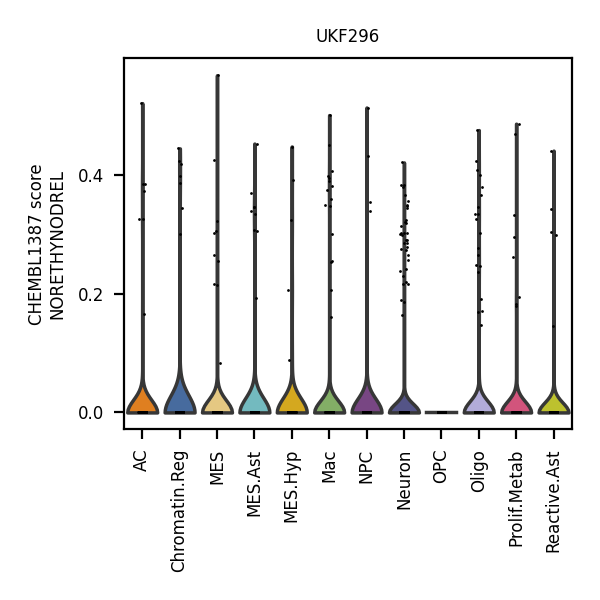 UKF296
CHEMBL1387 score
NORETHYNODREL
0.4
0.2
0.0
AC
Chromatin.Reg
MES
MES.Ast
MES.Hyp
Mac
NPC
Neuron
OPC
Oligo
Prolif.Metab
Reactive.Ast